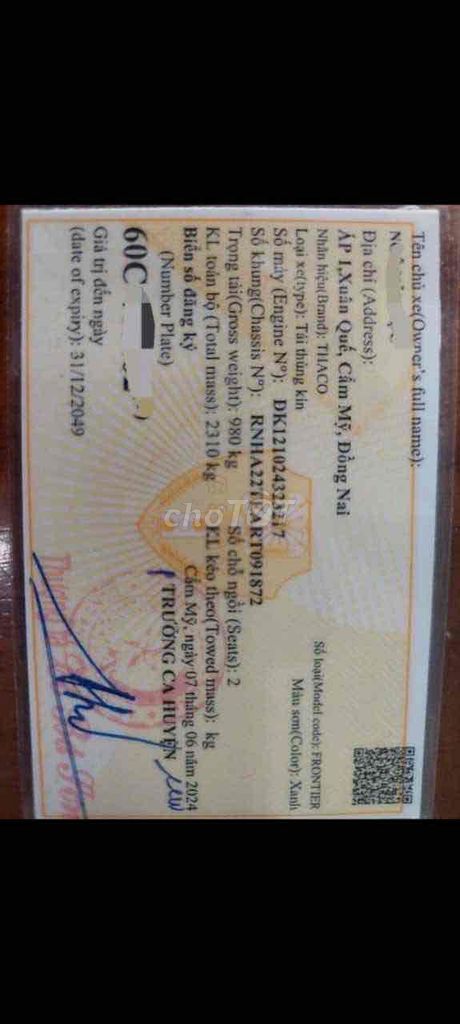 Tên chủ xe(Owner's full name):
Địa chỉ (Address):
ẤP 1,Xuân Quế, Cẩm Mỹ, Đồng Nai
Nhãn hiệu(Brand): THACO
Số loại(Model code): FRONTIER
Loại xe(type): Tải thùng kín
Màu sơn(Color): Xanh
Số máy (Engine N°):
Số khung(Chassis N°):
Trọng tải(Gross weight): 980 kg
Số chỗ ngồi (Seats): 2
KL toàn bộ (Total mass): 2310 kg
KL kéo theo(Towed mass): kg
Biển số đăng ký
(Number Plate)
60C
Cẩm Mỹ, ngày 07 tháng 06 năm 2024
TRƯỞNG CA HUYỆN
Giá trị đến ngày
(date of expiry): 31/12/2049
chợTỐT